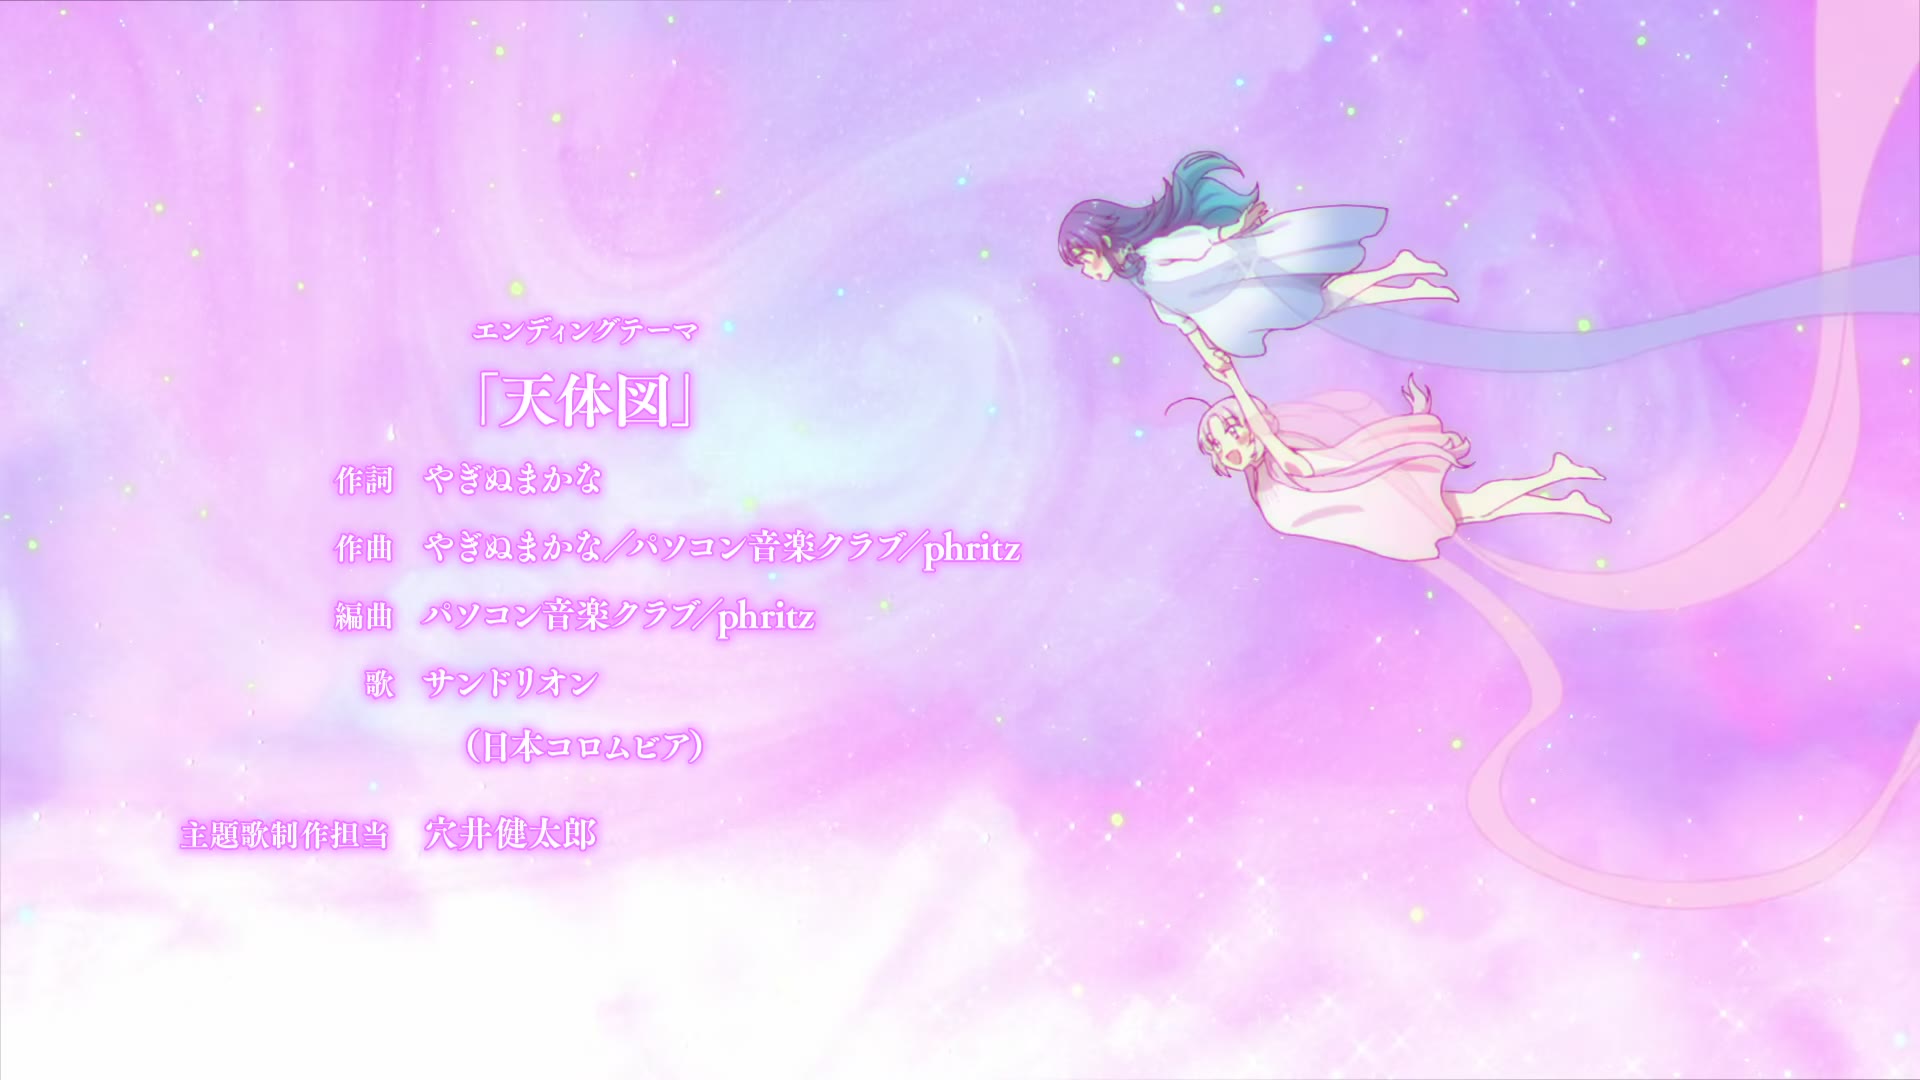 エンディングテーマ
「天体図」
作詞　やぎぬまかな
作曲　やぎぬまかな／パソコン音楽クラブ／phritz
編曲　パソコン音楽クラブ／phritz
歌　サンドリオン
（日本コロムビア）
主題歌制作担当　穴井健太郎